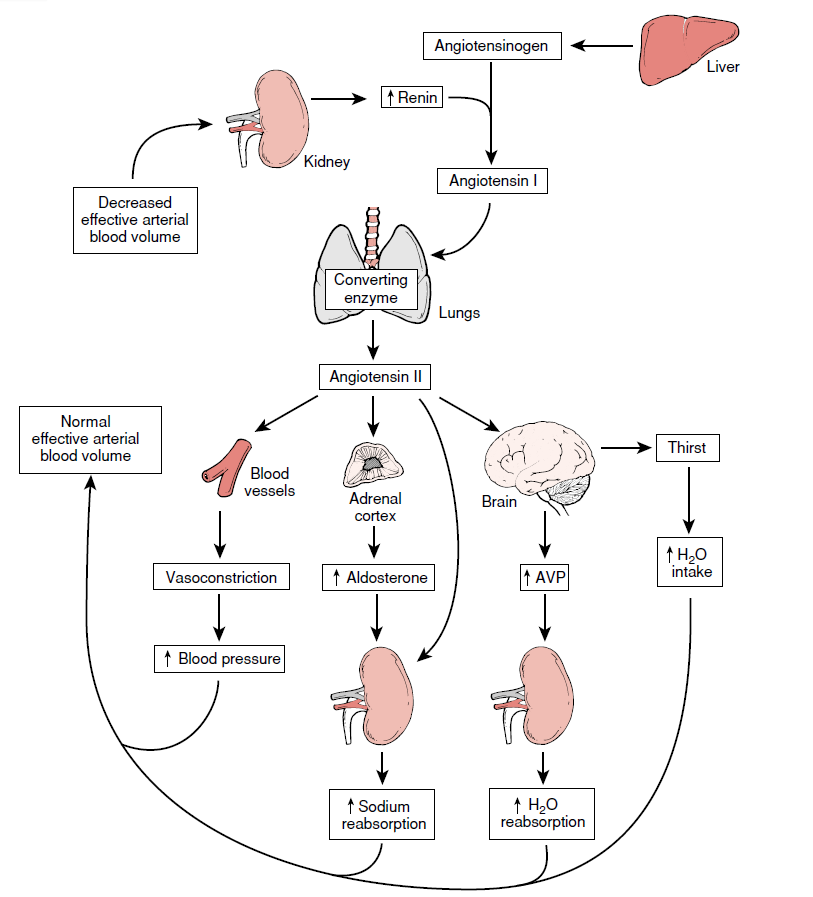 Angiotensinogen
Liver
↑ Renin
Kidney
Angiotensin I
Decreased
effective arterial
blood volume
Converting
enzyme
Lungs
Angiotensin II
Normal
effective arterial
blood volume
Blood
vessels
Adrenal
cortex
Brain
Thirst
Vasoconstriction
↑ Aldosterone
↑ AVP
↑ H₂O
intake
↑ Blood pressure
↑ Sodium
reabsorption
↑ H₂O
reabsorption